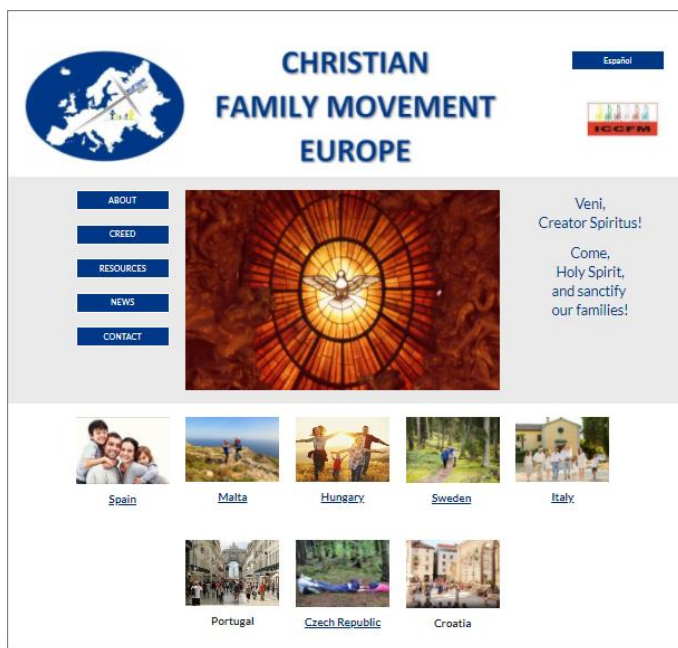 CHRISTIAN
FAMILY MOVEMENT
EUROPE
Español
ICCFM
ABOUT
CREED
RESOURCES
NEWS
CONTACT
Veni,
Creator Spiritus!
Come,
Holy Spirit,
and sanctify
our families!
Spain
Malta
Hungary
Sweden
Italy
Portugal
Czech Republic
Croatia